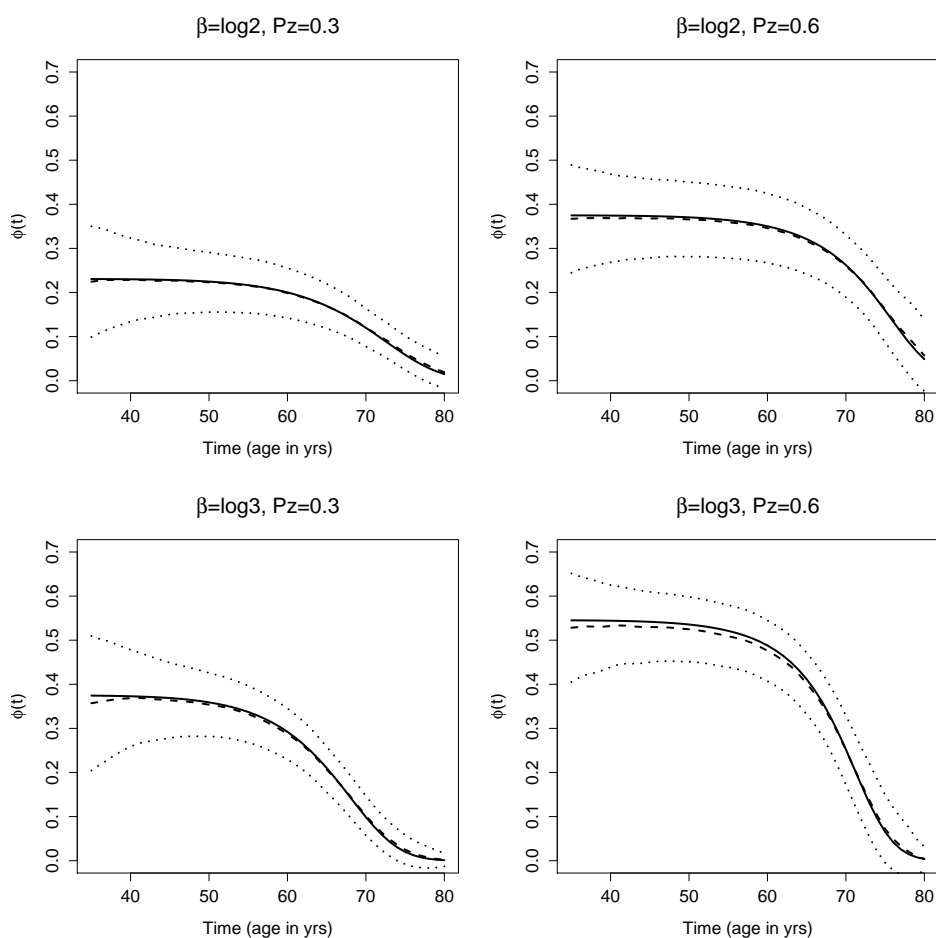 β=log2, Pz=0.3
0.0 0.1 0.2 0.3 0.4 0.5 0.6 0.7
ϕ(t)
40 50 60 70 80
Time (age in yrs)
β=log2, Pz=0.6
0.0 0.1 0.2 0.3 0.4 0.5 0.6 0.7
ϕ(t)
40 50 60 70 80
Time (age in yrs)
β=log3, Pz=0.3
0.0 0.1 0.2 0.3 0.4 0.5 0.6 0.7
ϕ(t)
40 50 60 70 80
Time (age in yrs)
β=log3, Pz=0.6
0.0 0.1 0.2 0.3 0.4 0.5 0.6 0.7
ϕ(t)
40 50 60 70 80
Time (age in yrs)